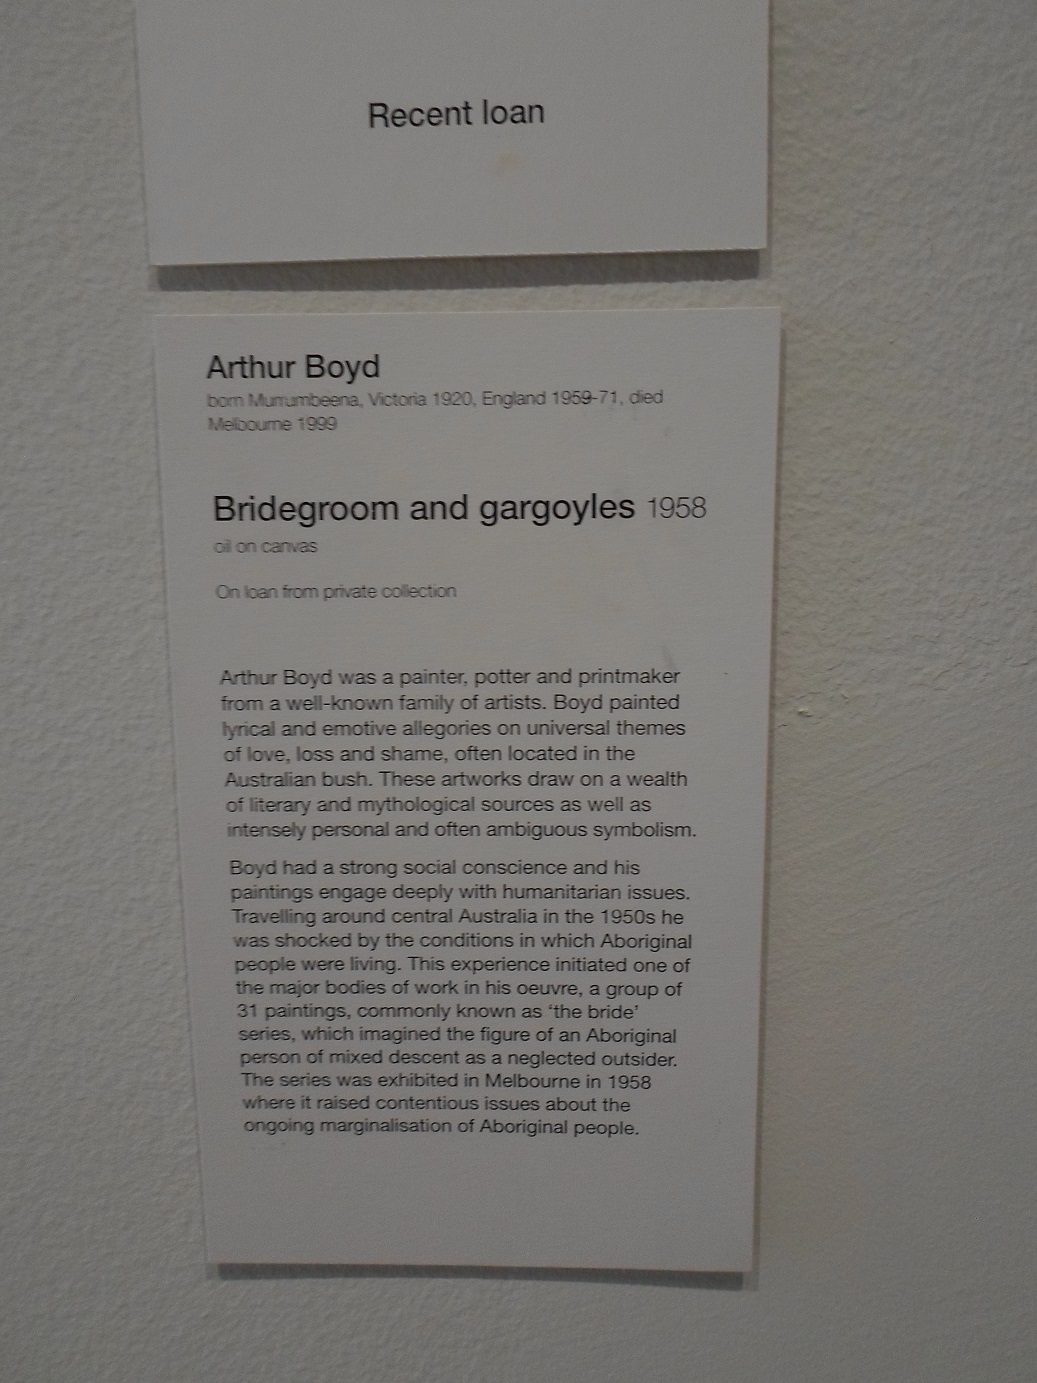 Recent loan
Arthur Boyd
born Murrumbeena, Victoria 1920, England 1959-71, died
Melbourne 1999
Bridegroom and gargoyles 1958
oil on canvas
On loan from private collection
Arthur Boyd was a painter, potter and printmaker
from a well-known family of artists. Boyd painted
lyrical and emotive allegories on universal themes
of love, loss and shame, often located in the
Australian bush. These artworks draw on a wealth
of literary and mythological sources as well as
intensely personal and often ambiguous symbolism.
Boyd had a strong social conscience and his
paintings engage deeply with humanitarian issues.
Travelling around central Australia in the 1950s he
was shocked by the conditions in which Aboriginal
people were living. This experience initiated one of
the major bodies of work in his oeuvre, a group of
31 paintings, commonly known as ‘the bride’
series, which imagined the figure of an Aboriginal
person of mixed descent as a neglected outsider.
The series was exhibited in Melbourne in 1958
where it raised contentious issues about the
ongoing marginalisation of Aboriginal people.